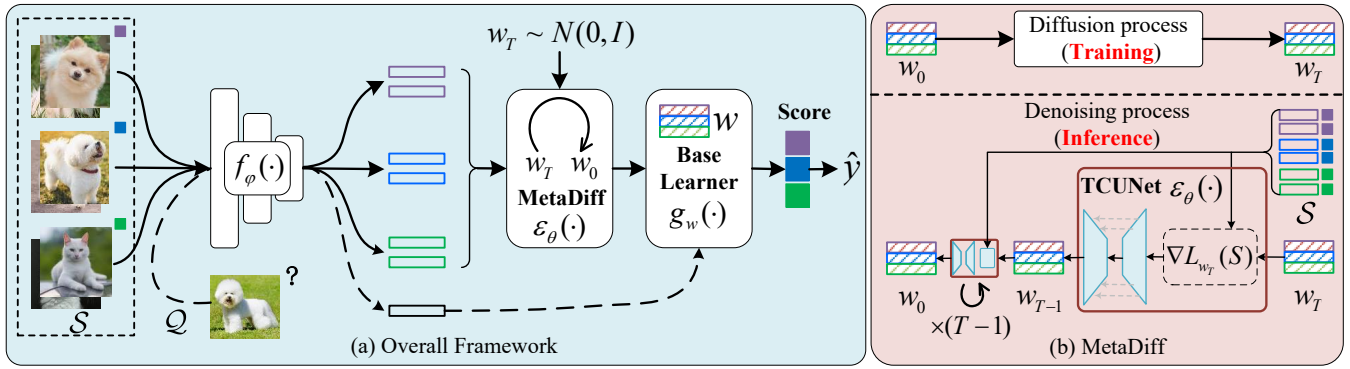 S
Q
?
f_φ(·)
w_T ~ N(0, I)
w_T w_0
MetaDiff
ε_θ(·)
w
Base
Learner
g_w(·)
Score
ŷ
(a) Overall Framework
w_0
Diffusion process
(Training)
w_T
Denoising process
(Inference)
S
TCUNet ε_θ(·)
∇L_{w_T}(S)
w_0
×(T−1)
w_{T−1}
w_T
(b) MetaDiff